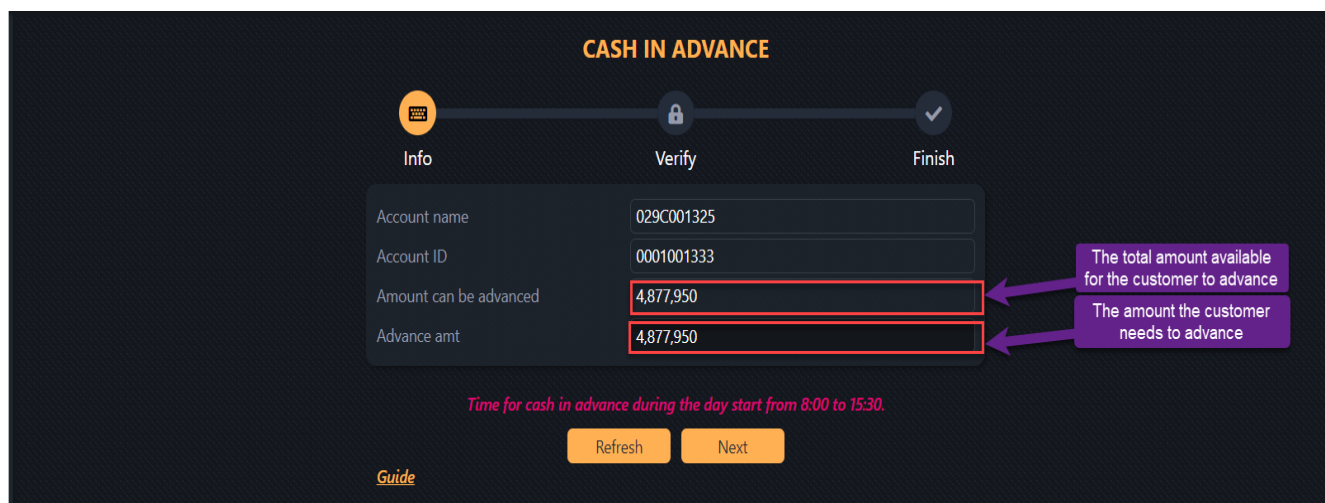 CASH IN ADVANCE
Info
Verify
Finish
Account name
029C001325
Account ID
0001001333
Amount can be advanced
4,877,950
Advance amt
4,877,950
The total amount available
for the customer to advance
The amount the customer
needs to advance
Time for cash in advance during the day start from 8:00 to 15:30.
Refresh
Next
Guide